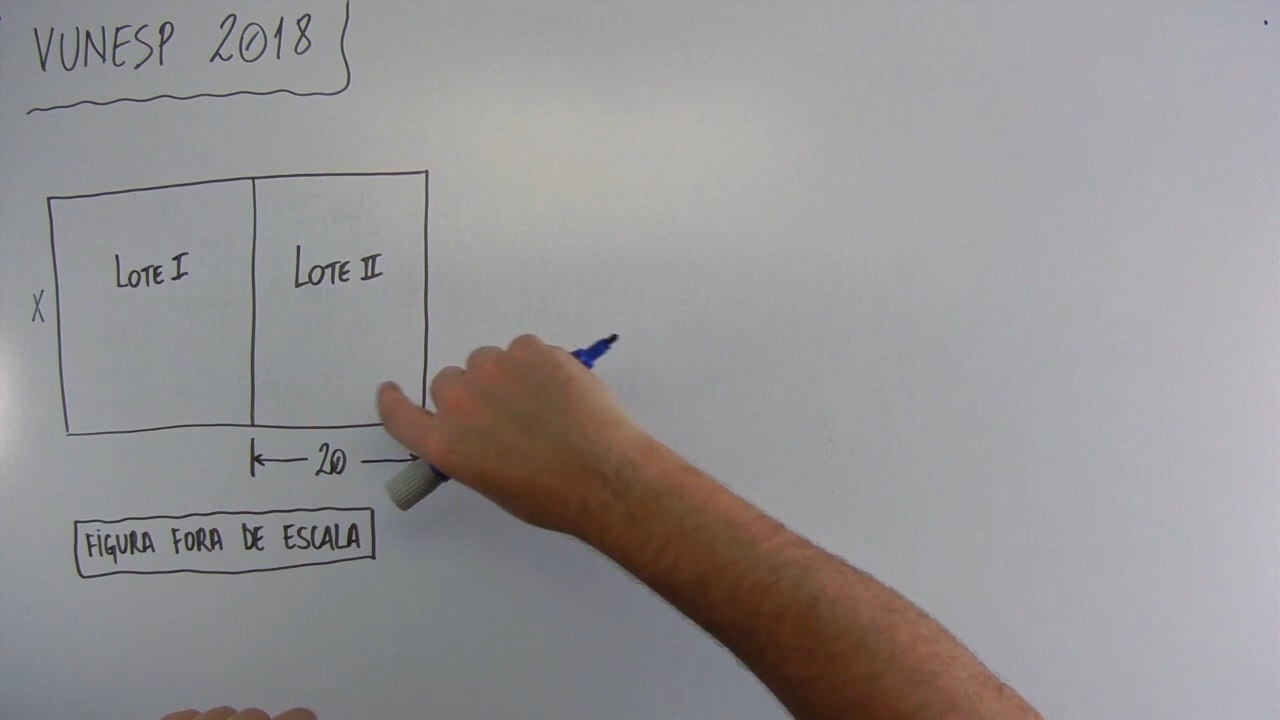 VUNESP 2018
LOTE I
LOTE II
X
20
FIGURA FORA DE ESCALA